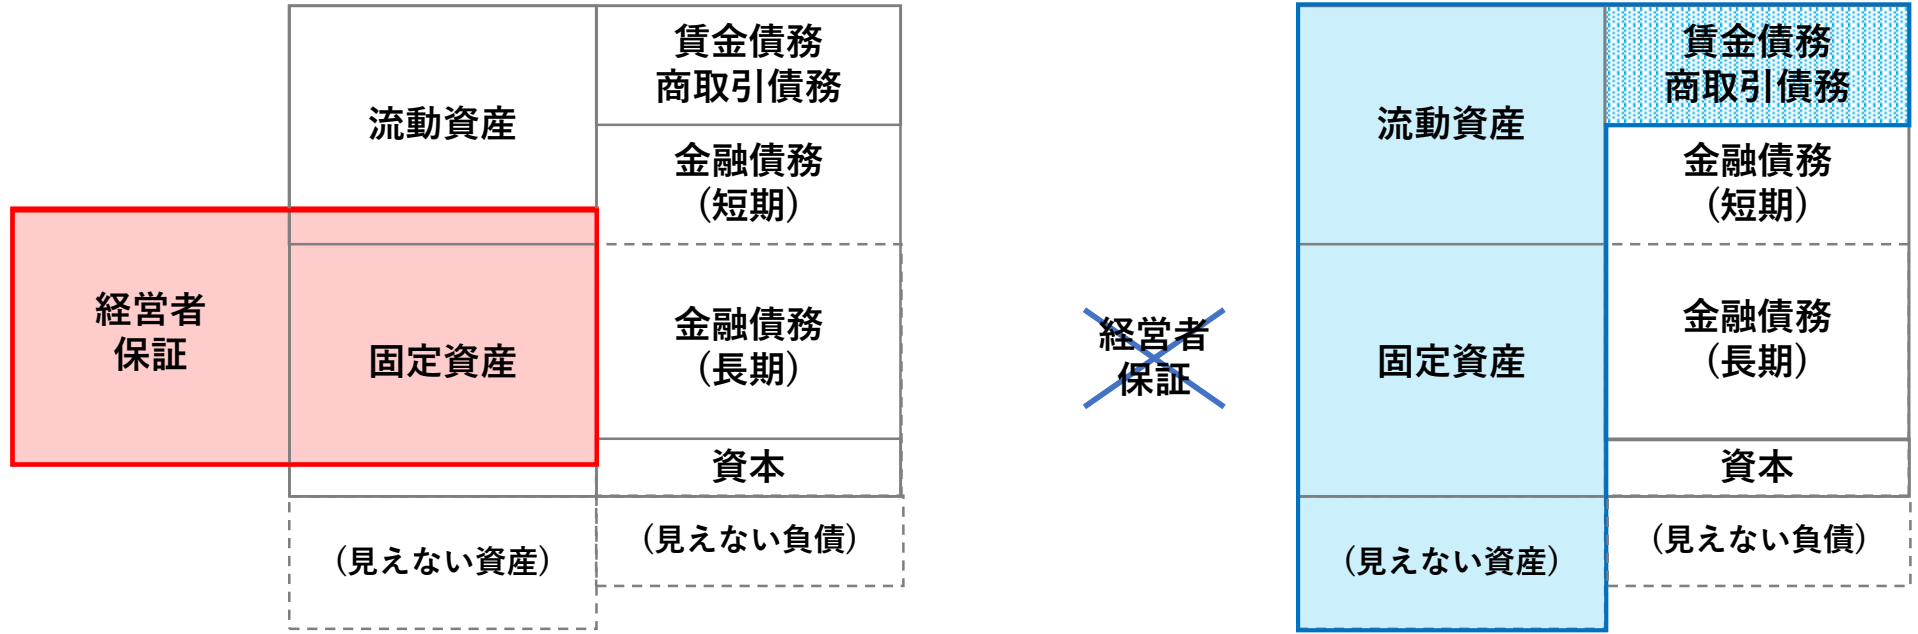 賃金債務
商取引債務
流動資産
金融債務
(短期)
経営者
保証
固定資産
金融債務
(長期)
資本
(見えない資産)
(見えない負債)
経営者
保証
賃金債務
商取引債務
流動資産
金融債務
(短期)
固定資産
金融債務
(長期)
資本
(見えない資産)
(見えない負債)